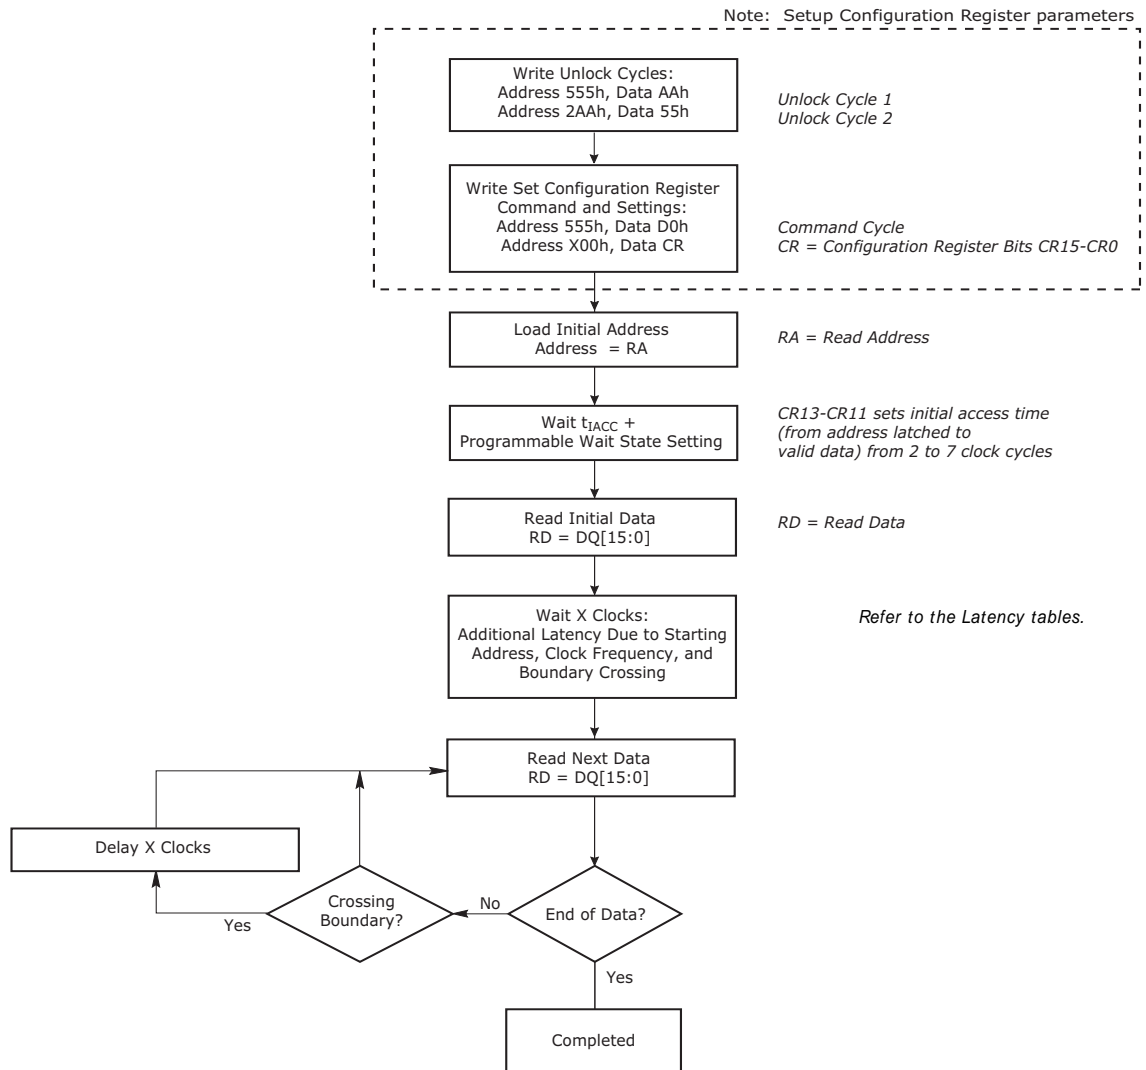 Note: Setup Configuration Register parameters
Write Unlock Cycles:
Address 555h, Data AAh
Address 2AAh, Data 55h
Unlock Cycle 1
Unlock Cycle 2
Write Set Configuration Register
Command and Settings:
Address 555h, Data D0h
Address X00h, Data CR
Command Cycle
CR = Configuration Register Bits CR15-CR0
Load Initial Address
Address = RA
RA = Read Address
Wait tIACC +
Programmable Wait State Setting
CR13-CR11 sets initial access time
(from address latched to
valid data) from 2 to 7 clock cycles
Read Initial Data
RD = DQ[15:0]
RD = Read Data
Wait X Clocks:
Additional Latency Due to Starting
Address, Clock Frequency, and
Boundary Crossing
Refer to the Latency tables.
Read Next Data
RD = DQ[15:0]
Delay X Clocks
Yes
Crossing
Boundary?
No
End of Data?
Yes
Completed